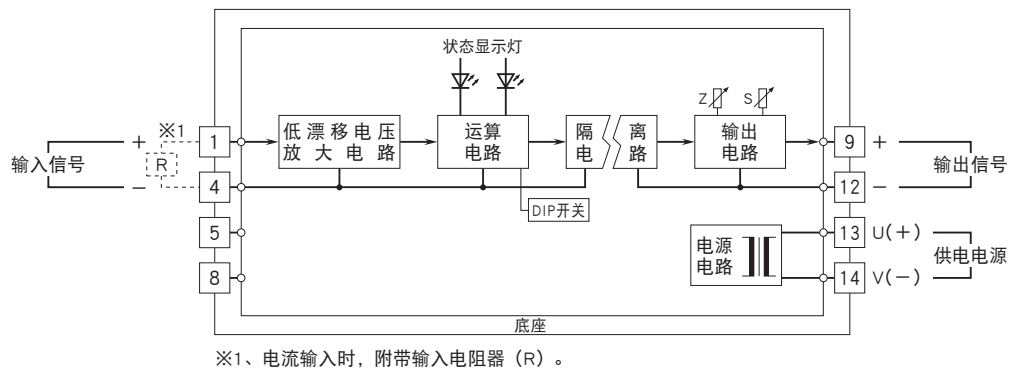 状态显示灯
Z
S
※1
+
1
低漂移电压
放大电路
运算
电路
隔
电
离
路
输出
电路
9
+
输入信号
R
输出信号
−
4
12
−
DIP开关
5
电源
电路
13
U(+)
供电电源
8
14
V(−)
底座
※1、电流输入时，附带输入电阻器（R）。